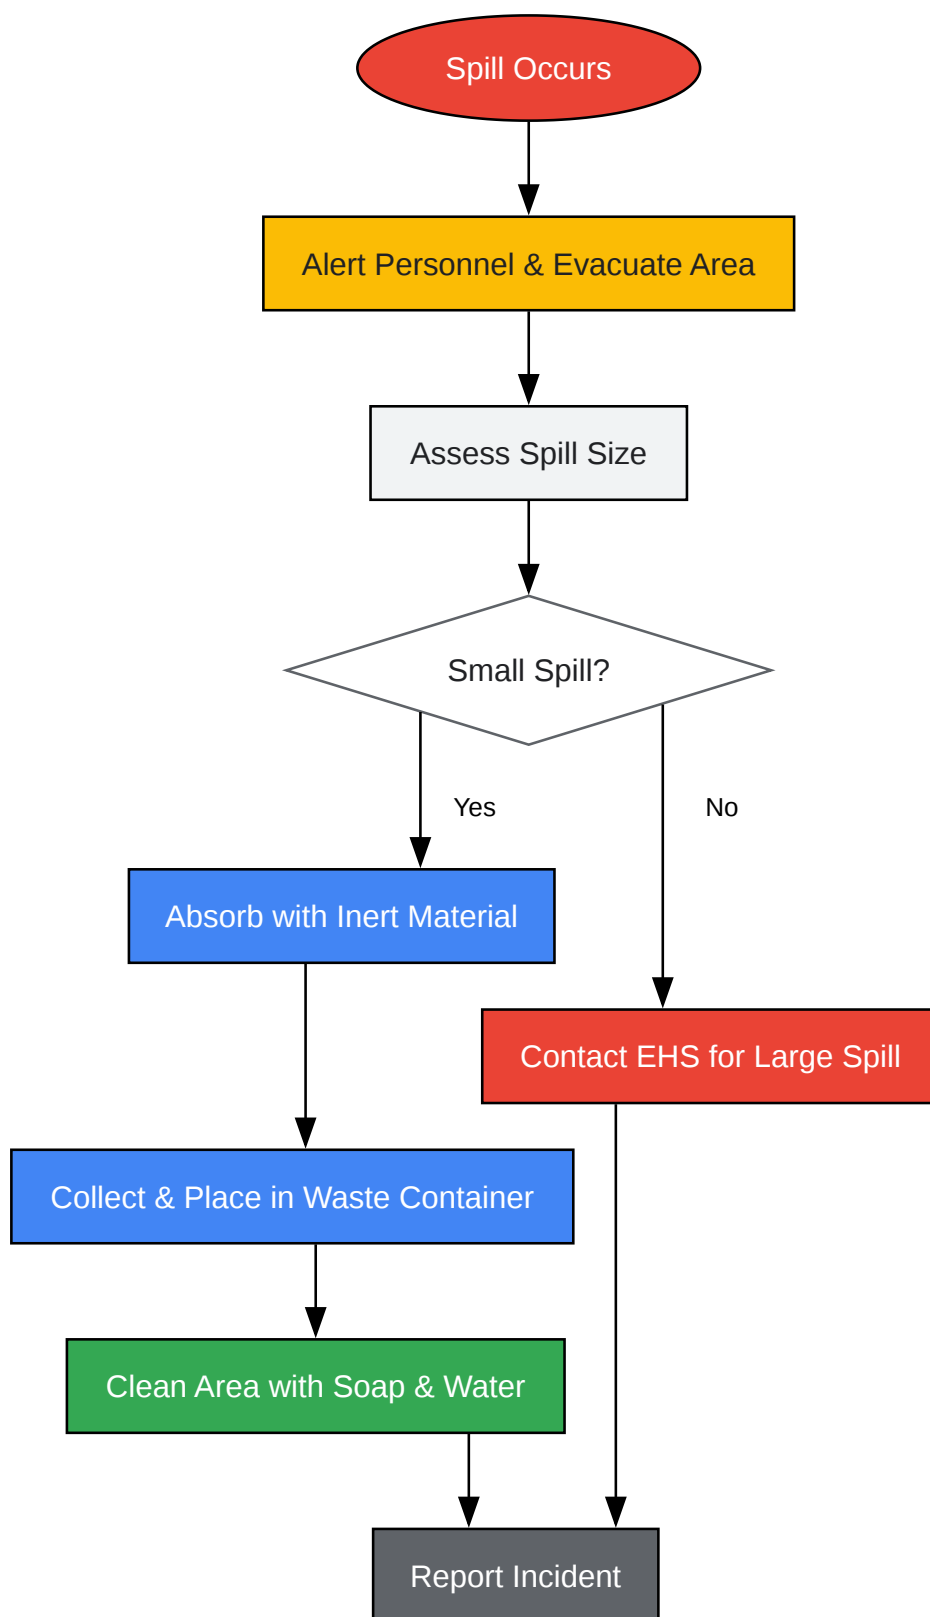 Spill Occurs
Alert Personnel & Evacuate Area
Assess Spill Size
Small Spill?
Yes
No
Absorb with Inert Material
Contact EHS for Large Spill
Collect & Place in Waste Container
Clean Area with Soap & Water
Report Incident